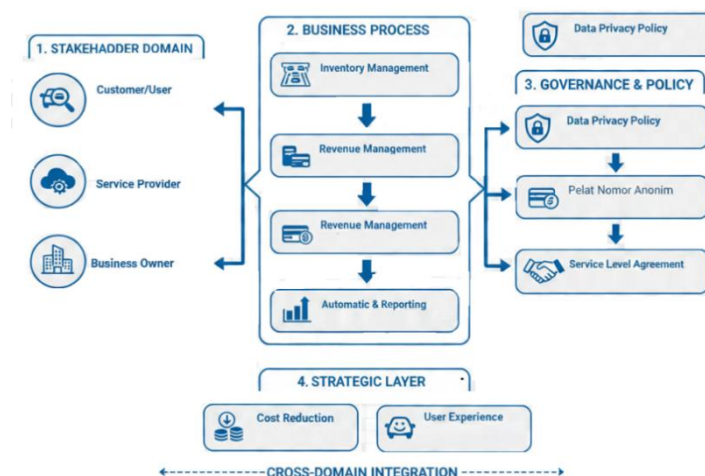 1. STAKEHADDER DOMAIN
Customer/User
Service Provider
Business Owner
2. BUSINESS PROCESS
Inventory Management
Revenue Management
Revenue Management
Automatic & Reporting
Data Privacy Policy
3. GOVERNANCE & POLICY
Data Privacy Policy
Pelat Nomor Anonim
Service Level Agreement
4. STRATEGIC LAYER
Cost Reduction
User Experience
CROSS-DOMAIN INTEGRATION